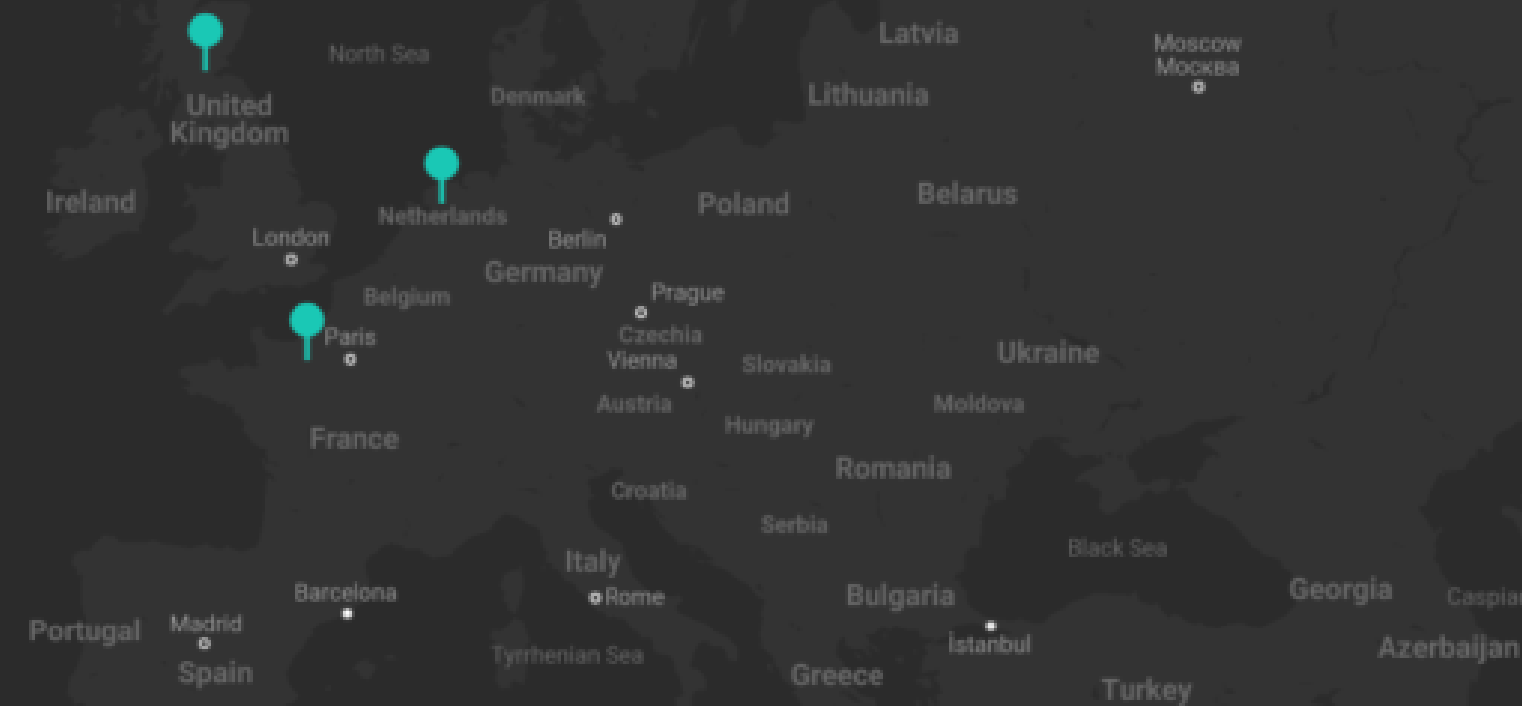 Latvia
Moscow
Москва
North Sea
Denmark
Lithuania
United
Kingdom
Ireland
Netherlands
Poland
Belarus
London
Berlin
Germany
Belgium
Prague
Paris
Czechia
Vienna
Slovakia
Ukraine
Austria
Moldova
Hungary
France
Romania
Croatia
Serbia
Black Sea
Italy
Barcelona
Rome
Bulgaria
Georgia
Caspian
Portugal
Madrid
İstanbul
Azerbaijan
Tyrrhenian Sea
Spain
Greece
Turkey